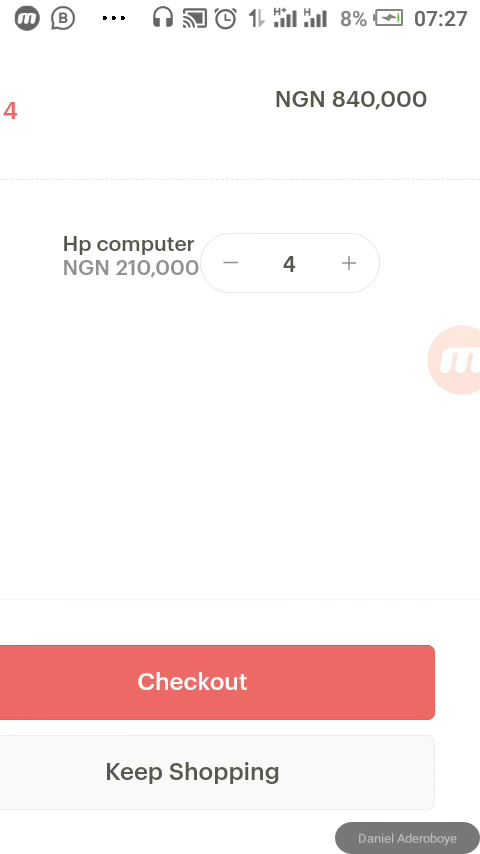 8% 07:27
4
NGN 840,000
Hp computer
NGN 210,000
− 4 +
Checkout
Keep Shopping
Daniel Aderoboye